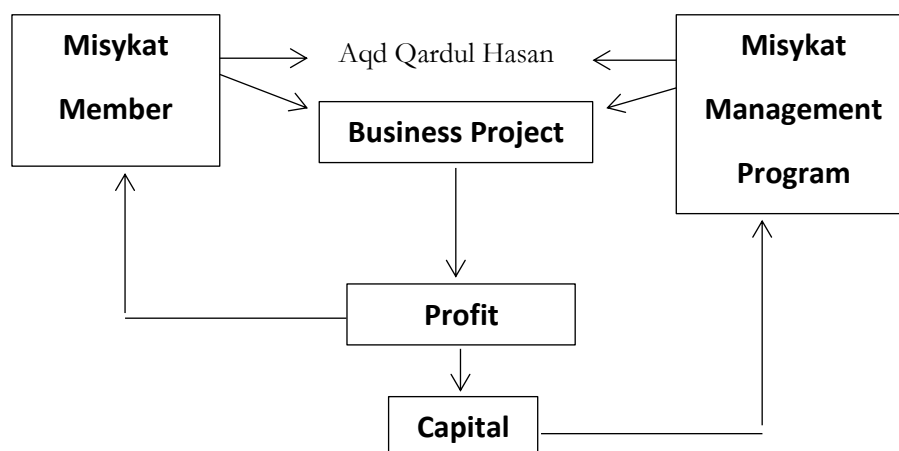 Misykat
Member
Aqd Qardul Hasan
Misykat
Management
Program
Business Project
Profit
Capital